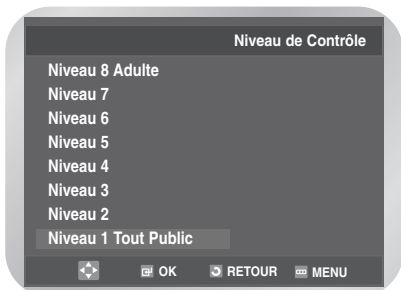 Niveau de Contrôle
Niveau 8 Adulte
Niveau 7
Niveau 6
Niveau 5
Niveau 4
Niveau 3
Niveau 2
Niveau 1 Tout Public
OK RETOUR MENU